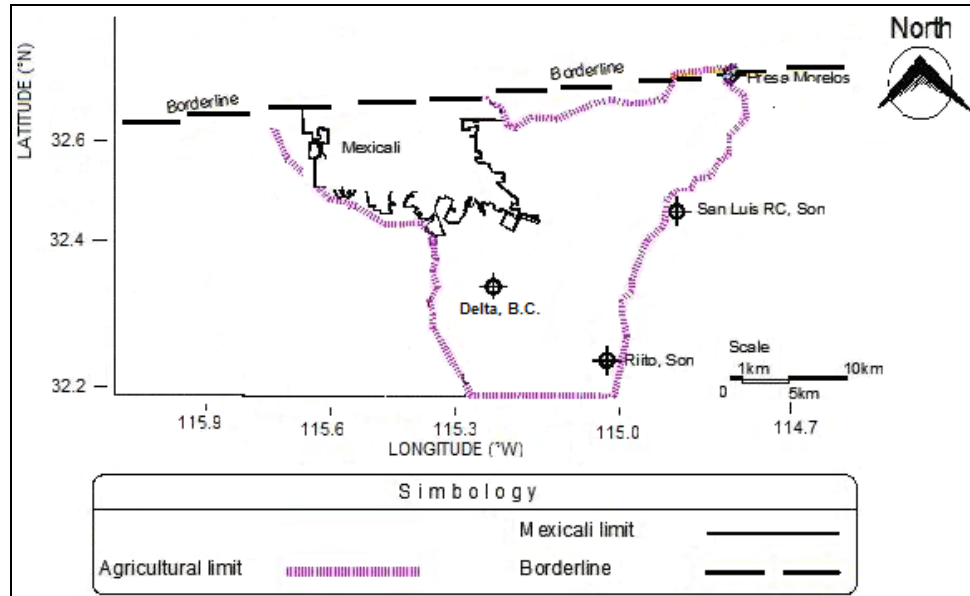 North
LATITUDE (°N)
Borderline
Borderline
Presa Morelos
32.6
Mexicali
San Luis RC, Son
32.4
Delta, B.C.
Riito, Son
Scale
1km 10km
0 5km
32.2
115.9 115.6 115.3 115.0 114.7
LONGITUDE (°W)
Simbology
Mexicali limit
Agricultural limit Borderline